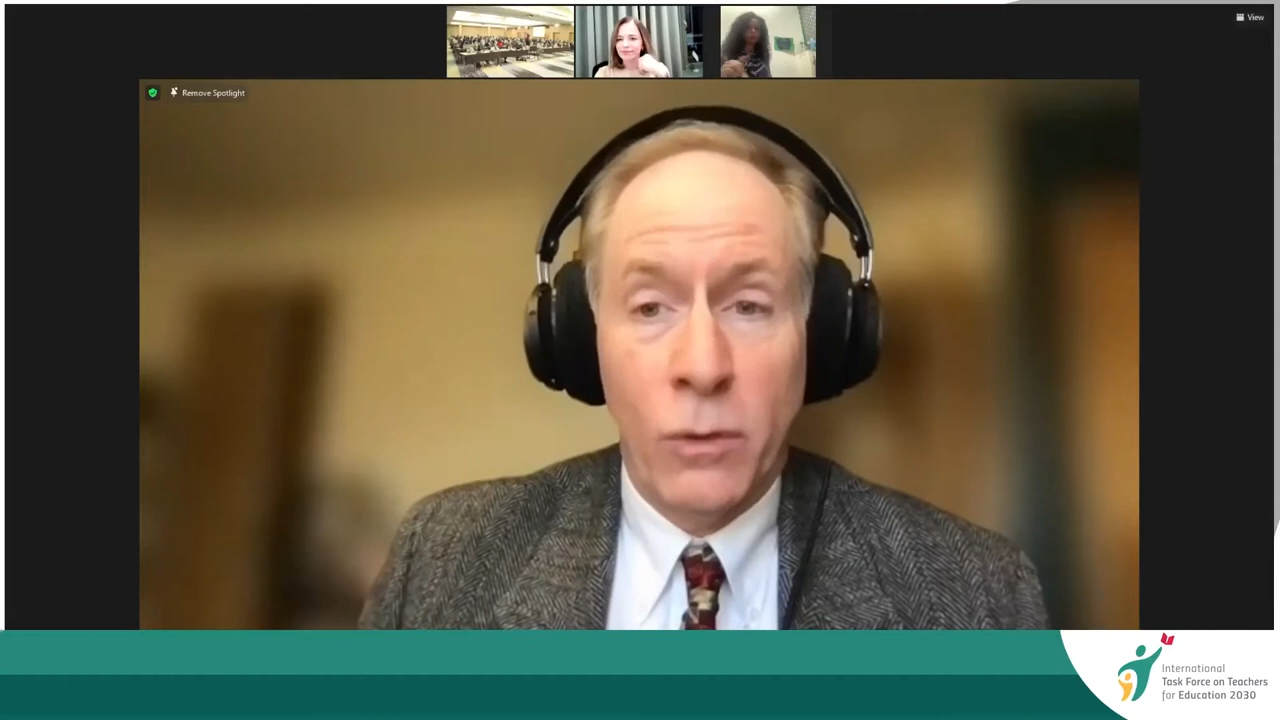 View
Remove Spotlight
International
Task Force on Teachers
for Education 2030